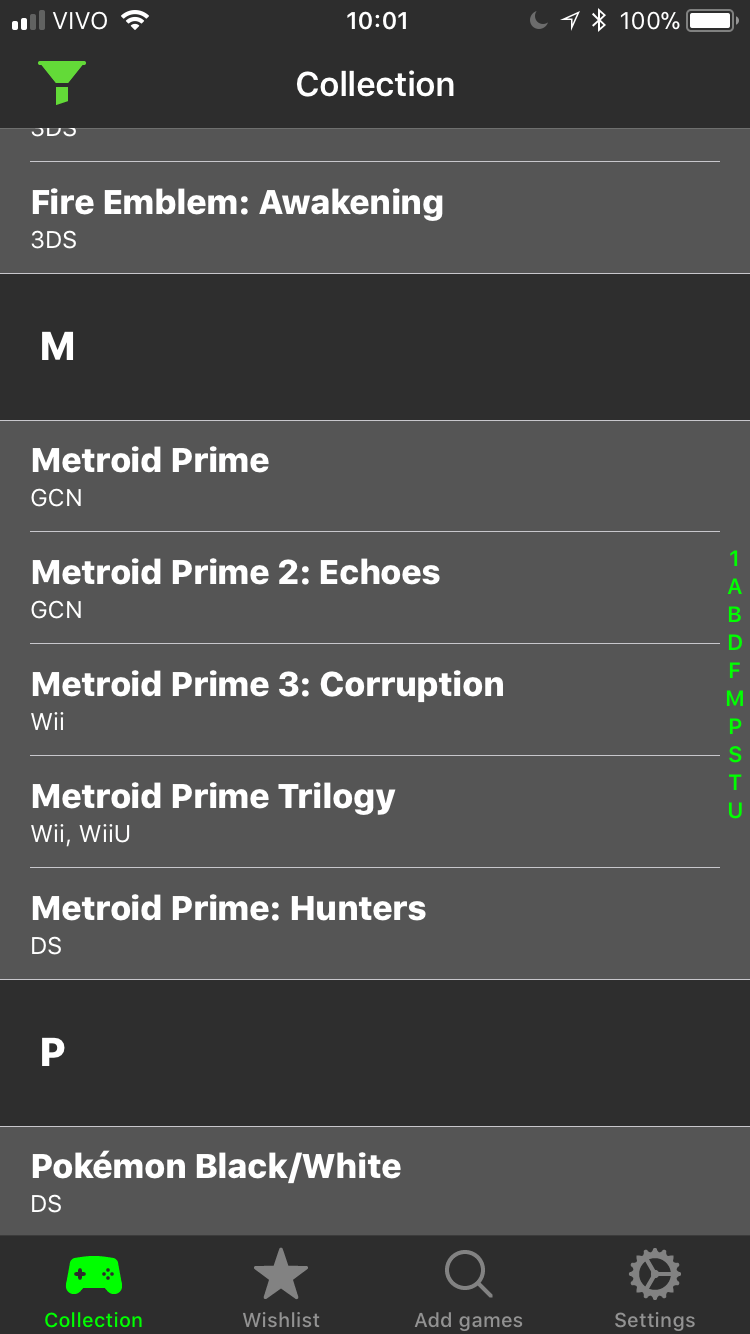 VIVO 10:01 100%
Collection
3DS
Fire Emblem: Awakening
3DS
M
Metroid Prime
GCN
Metroid Prime 2: Echoes
GCN
Metroid Prime 3: Corruption
Wii
Metroid Prime Trilogy
Wii, WiiU
Metroid Prime: Hunters
DS
P
Pokémon Black/White
DS
1
A
B
D
F
M
P
S
T
U
Collection Wishlist Add games Settings